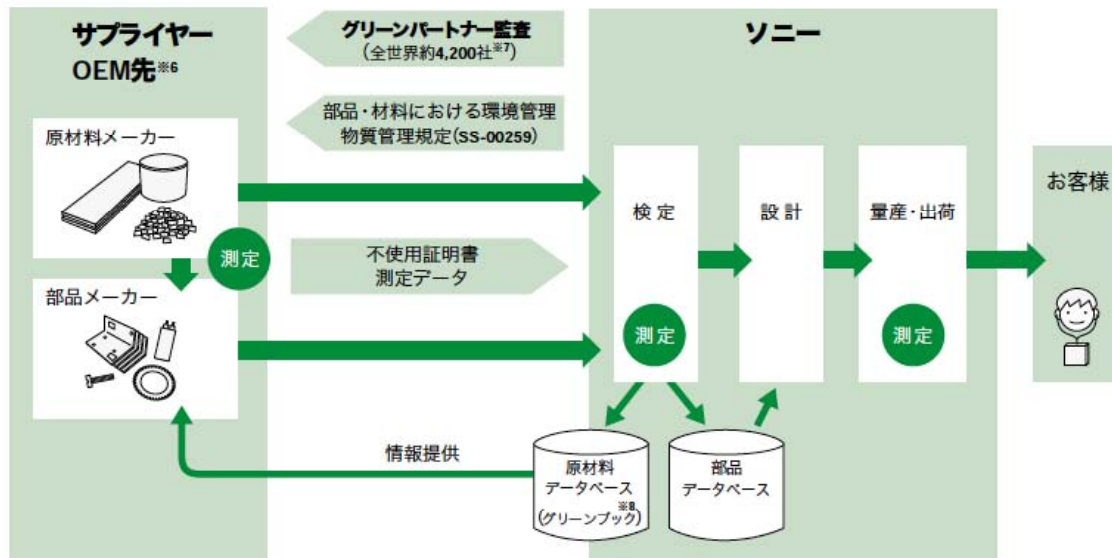 サプライヤー
OEM先※6
グリーンパートナー監査
(全世界約4,200社※7)
ソニー
部品・材料における環境管理
物質管理規定(SS-00259)
原材料メーカー
測定
部品メーカー
不使用証明書
測定データ
検定
測定
設計
量産・出荷
測定
お客様
情報提供
原材料
データベース
(グリーンブック)※8
部品
データベース